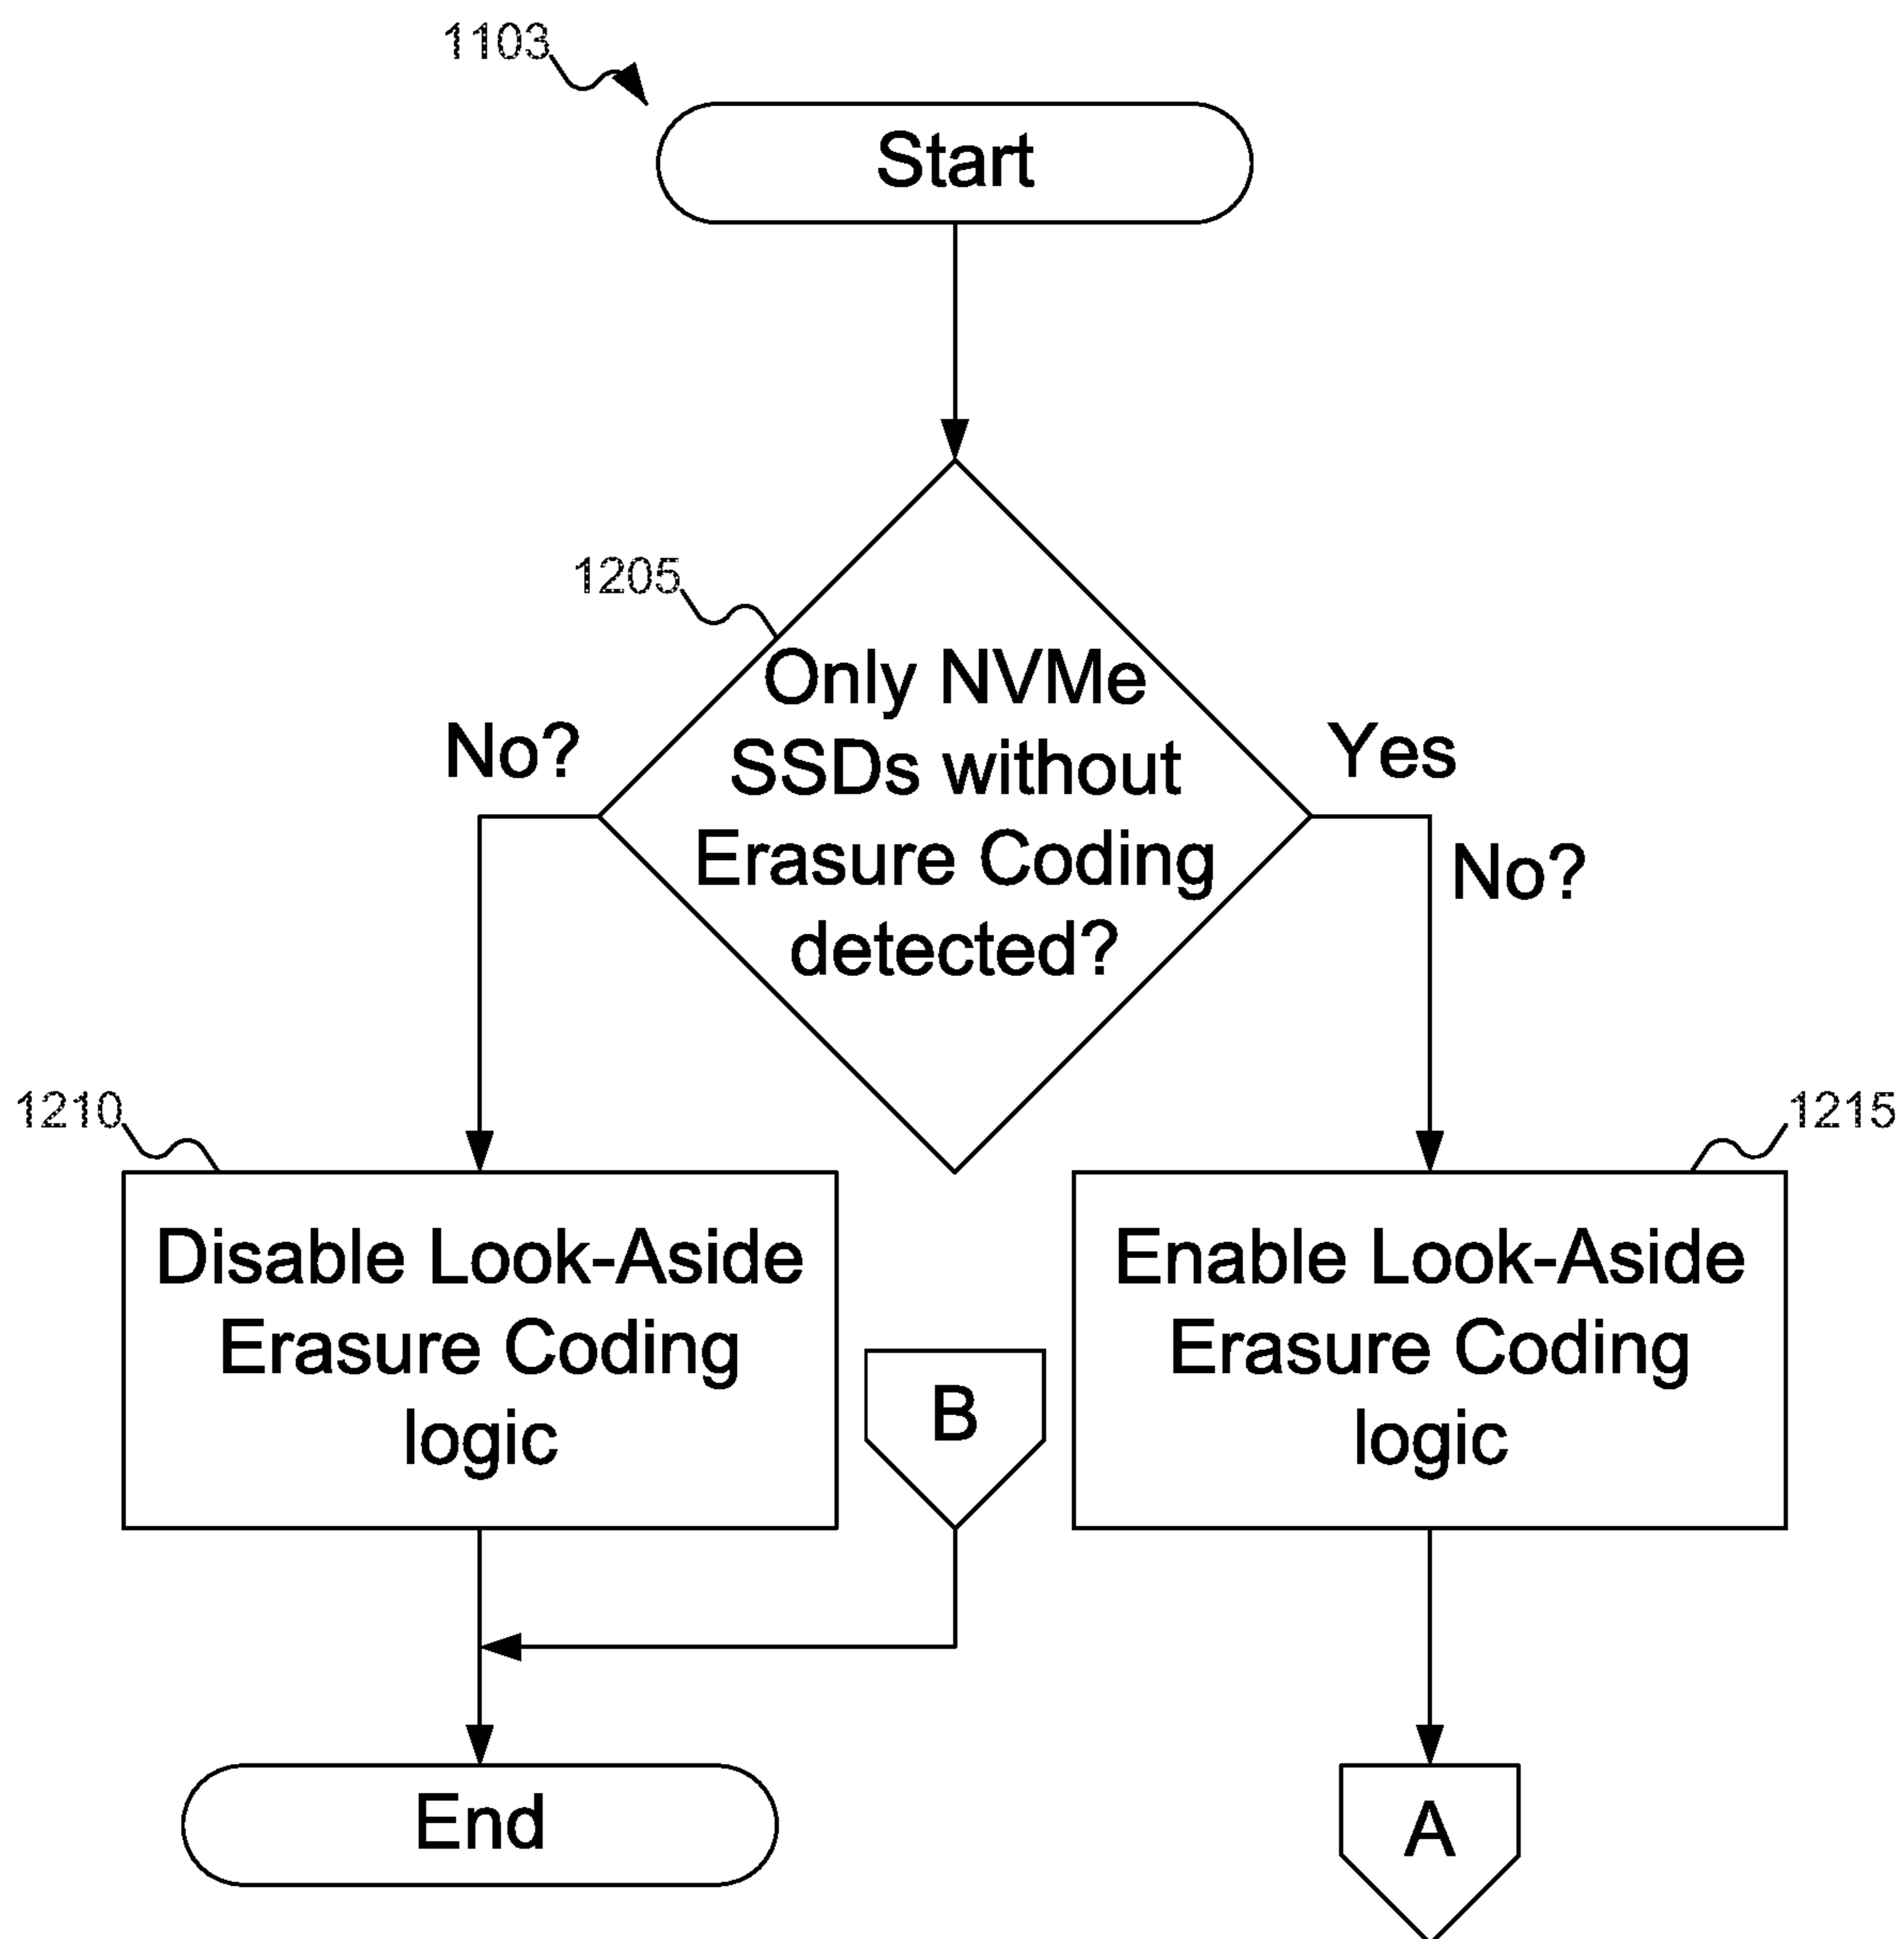 1103
Start
1205
Only NVMe
SSDs without
Erasure Coding
detected?
No?
Yes
No?
1210
1215
Disable Look-Aside
Erasure Coding
logic
Enable Look-Aside
Erasure Coding
logic
B
End
A